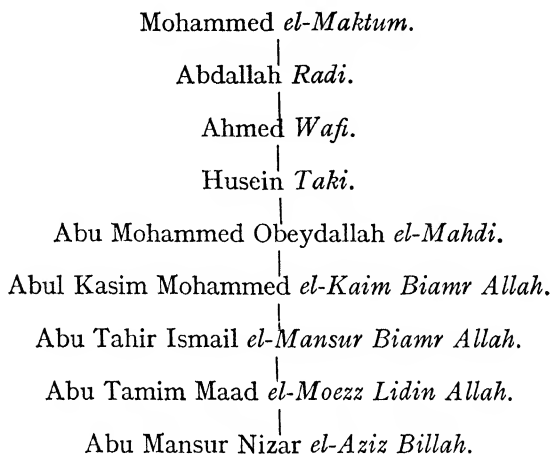 Mohammed el-Maktum.
Abdallah Radi.
Ahmed Wafi.
Husein Taki.
Abu Mohammed Obeydallah el-Mahdi.
Abul Kasim Mohammed el-Kaim Biamr Allah.
Abu Tahir Ismail el-Mansur Biamr Allah.
Abu Tamim Maad el-Moezz Lidin Allah.
Abu Mansur Nizar el-Aziz Billah.